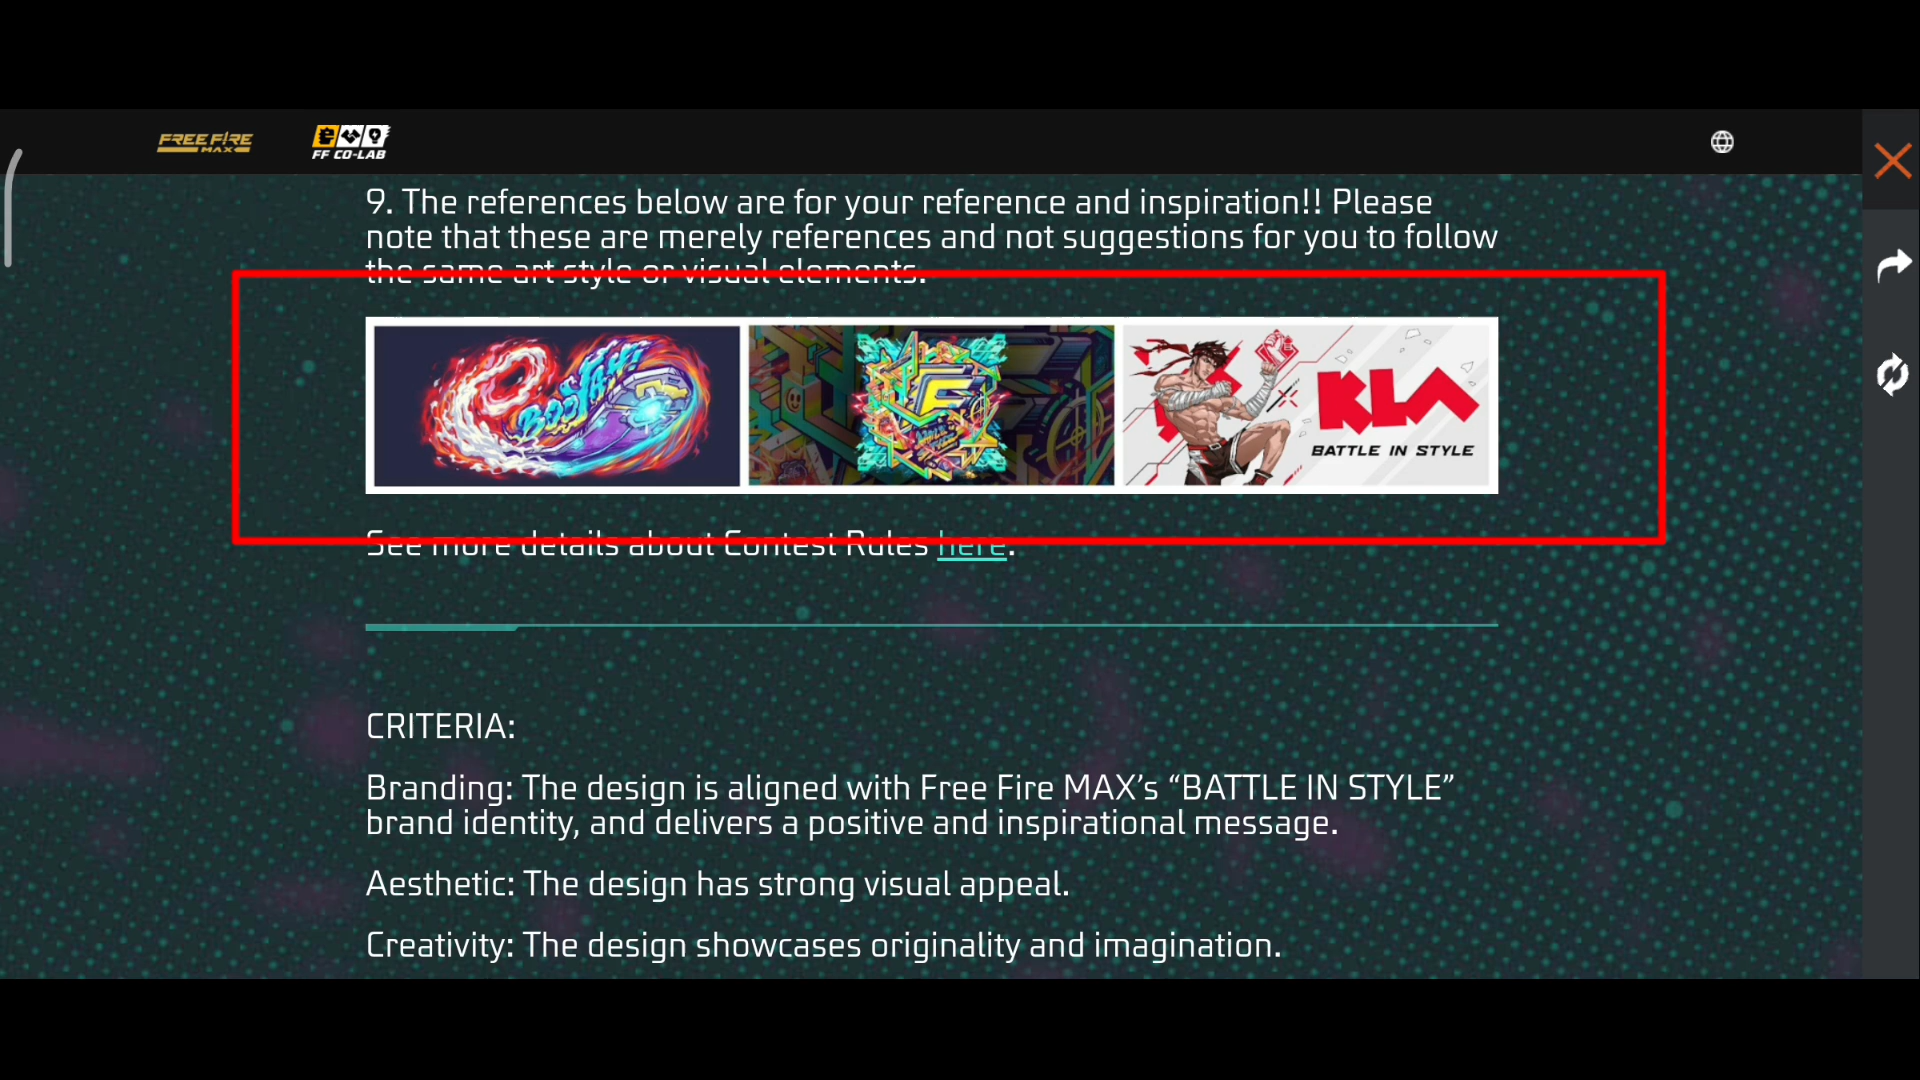 FREE FIRE
MAX
FF CO-LAB
9. The references below are for your reference and inspiration!! Please
note that these are merely references and not suggestions for you to follow
the same art style or visual elements.
BOOYAH
KLA
BATTLE IN STYLE
See more details about Contest Rules here.
CRITERIA:
Branding: The design is aligned with Free Fire MAX’s “BATTLE IN STYLE”
brand identity, and delivers a positive and inspirational message.
Aesthetic: The design has strong visual appeal.
Creativity: The design showcases originality and imagination.